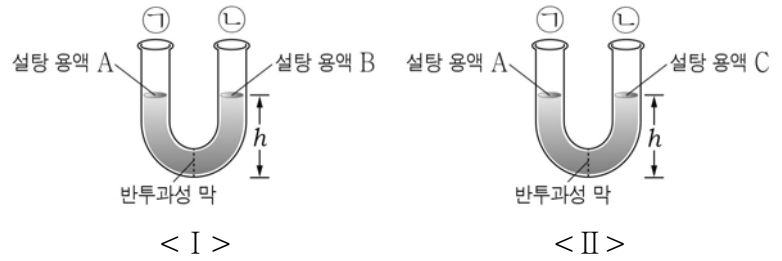 ㉠ ㉡ ㉠ ㉡
설탕 용액 A 설탕 용액 B 설탕 용액 A 설탕 용액 C
h h
반투과성 막 반투과성 막
< Ⅰ > < Ⅱ >